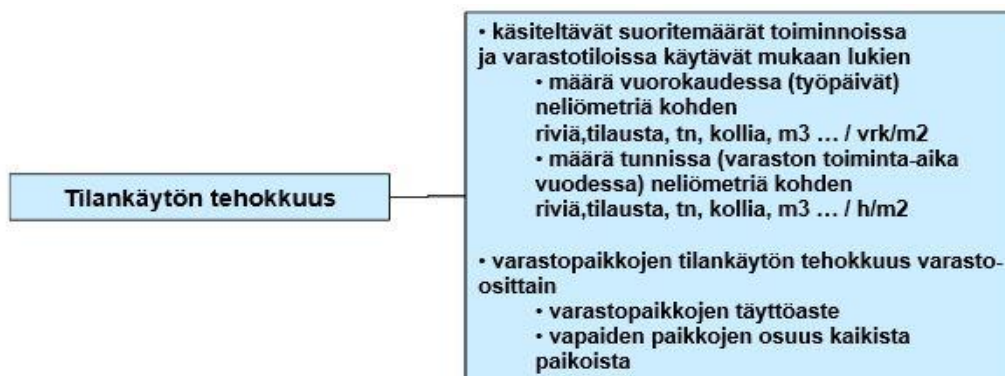 Tilankäytön tehokkuus
• käsiteltävät suoritemäärät toiminnoissa
ja varastotiloissa käytävät mukaan lukien
• määrä vuorokaudessa (työpäivät)
neliömetriä kohden
riviä,tilausta, tn, kollia, m3 ... / vrk/m2
• määrä tunnissa (varaston toiminta-aika
vuodessa) neliömetriä kohden
riviä,tilausta, tn, kollia, m3 ... / h/m2
• varastopaikkojen tilankäytön tehokkuus varasto-
osittain
• varastopaikkojen täyttöaste
• vapaiden paikkojen osuus kaikista
paikoista